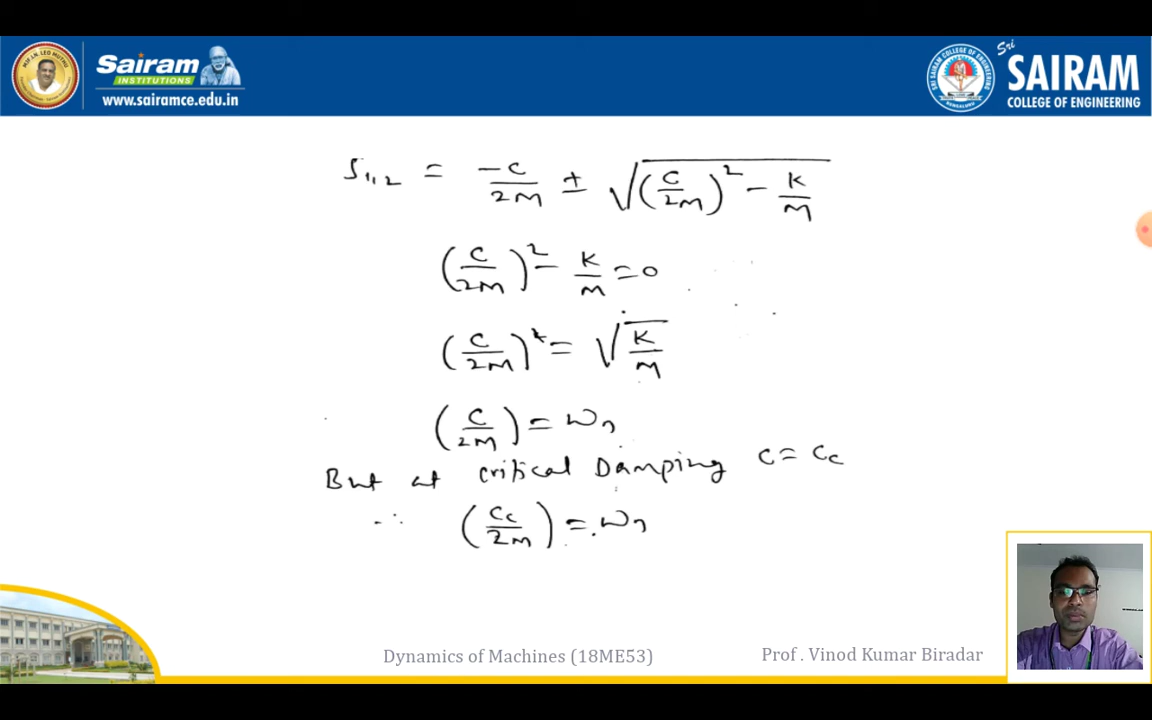 Sairam
INSTITUTIONS
www.sairamce.edu.in
Sri
SAIRAM
COLLEGE OF ENGINEERING
S₁,₂ = -c/2M ± √((c/2M)² - K/M)
(c/2M)² - K/M = 0
(c/2M)² = √(K/M)
(c/2M) = ωn
But at critical Damping c = cc
∴ (cc/2M) = ωn
Dynamics of Machines (18ME53)
Prof . Vinod Kumar Biradar